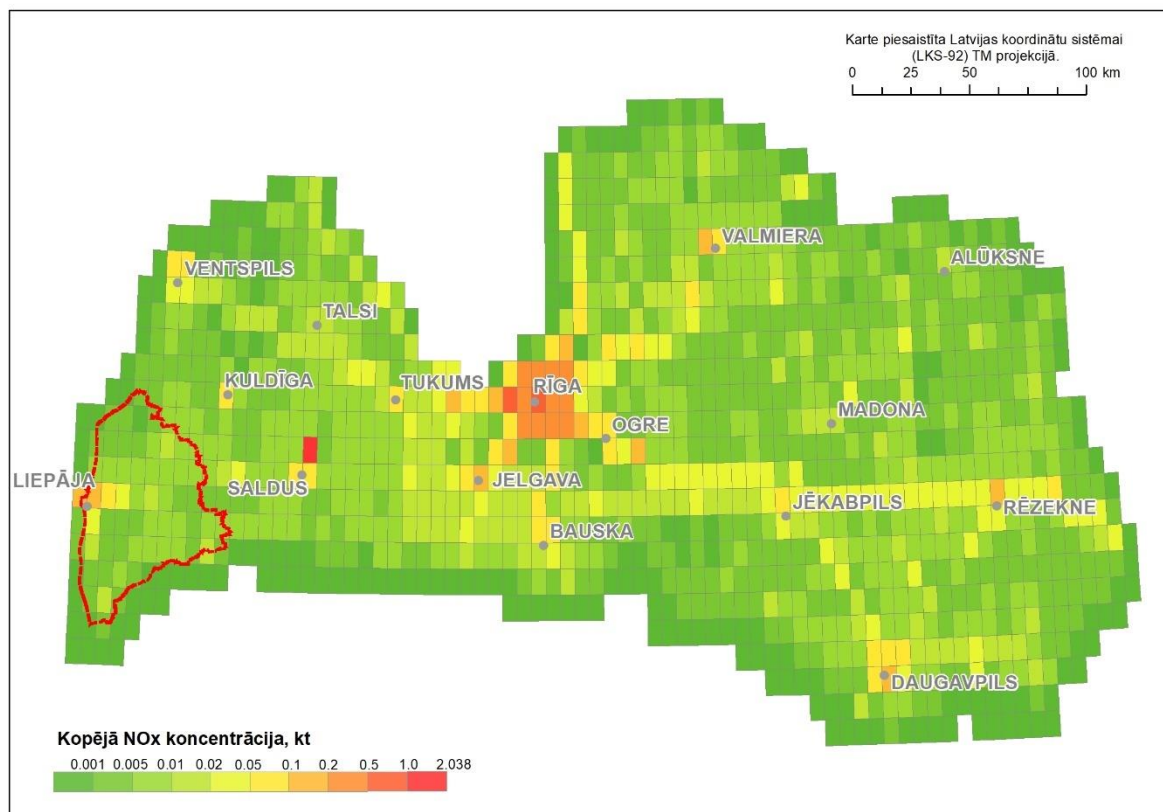 Karte piesaistīta Latvijas koordinātu sistēmai
(LKS-92) TM projekcijā.
0 25 50 100 km
VALMIERA
ALŪKSNE
VENTSPILS
TALSI
KULDĪGA
TUKUMS
RĪGA
MADONA
OGRE
LIEPĀJA
SALDUS
JELGAVA
JĒKABPILS
RĒZEKNE
BAUSKA
DAUGAVPILS
Kopējā NOx koncentrācija, kt
0.001 0.005 0.01 0.02 0.05 0.1 0.2 0.5 1.0 2.038